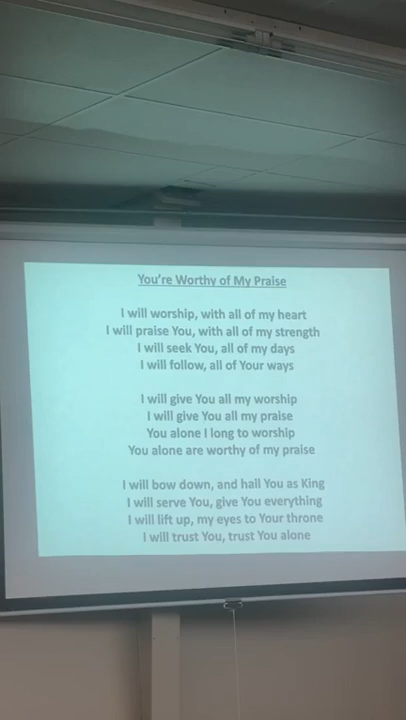 You're Worthy of My Praise
I will worship, with all of my heart
I will praise You, with all of my strength
I will seek You, all of my days
I will follow, all of Your ways
I will give You all my worship
I will give You all my praise
You alone I long to worship
You alone are worthy of my praise
I will bow down, and hail You as King
I will serve You, give You everything
I will lift up, my eyes to Your throne
I will trust You, trust You alone